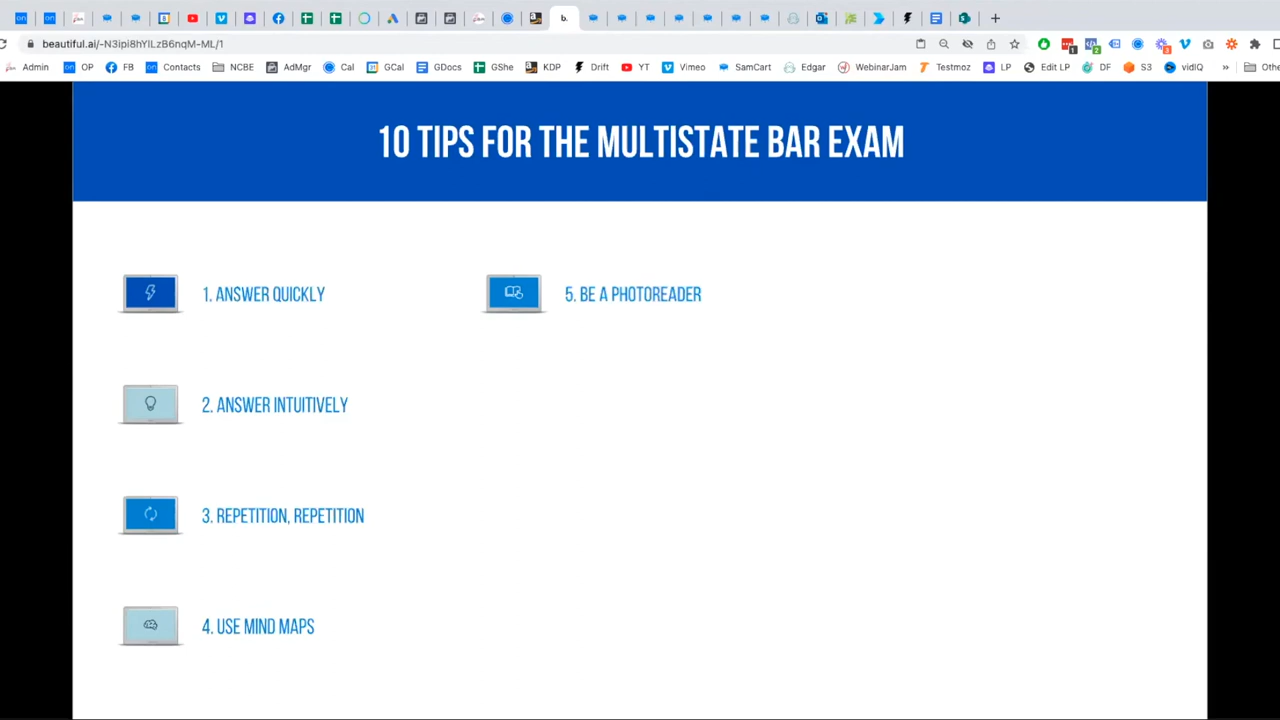 b.
beautiful.ai/-N3ipi8hYlLzB6nqM-ML/1
Admin
OP
FB
Contacts
NCBE
AdMgr
Cal
GCal
GDocs
GShe
KDP
Drift
YT
Vimeo
SamCart
Edgar
WebinarJam
Testmoz
LP
Edit LP
DF
S3
vidIQ
»
Othe
10 TIPS FOR THE MULTISTATE BAR EXAM
1. ANSWER QUICKLY
2. ANSWER INTUITIVELY
3. REPETITION, REPETITION
4. USE MIND MAPS
5. BE A PHOTOREADER